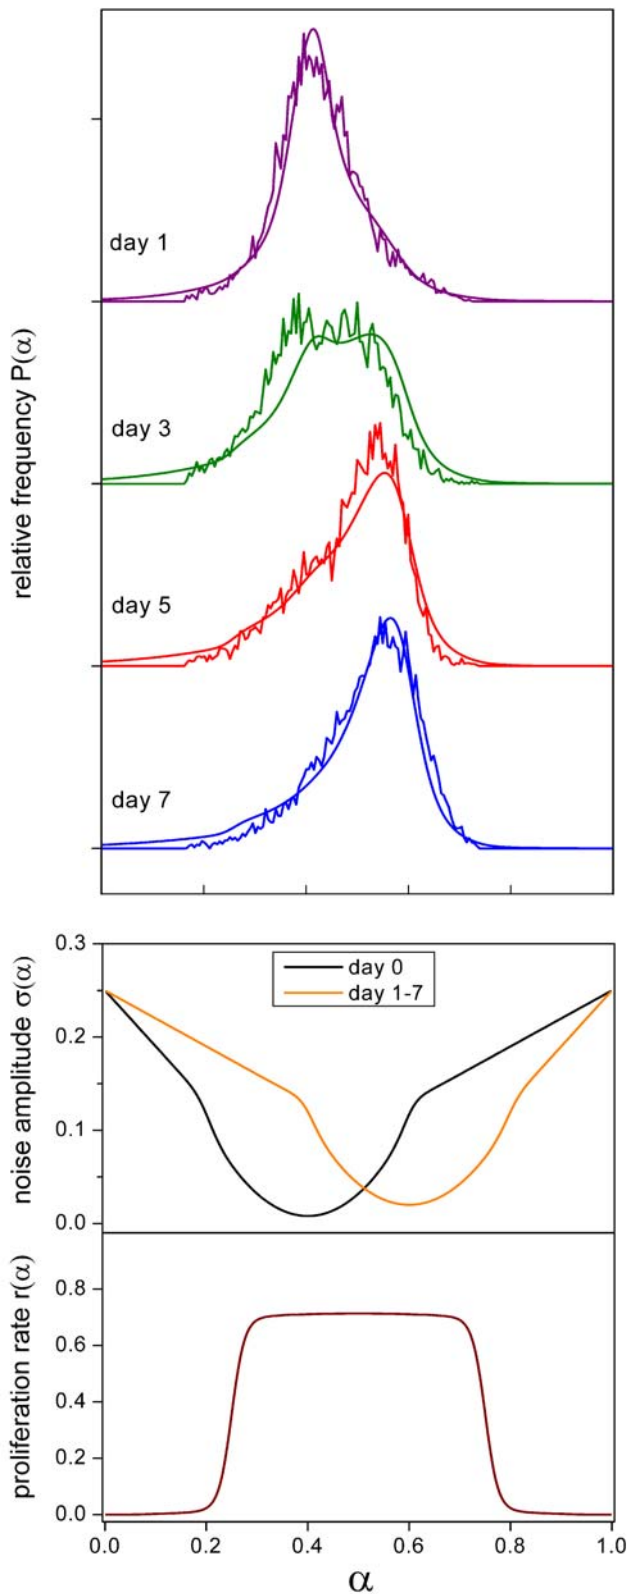 relative frequency P(α)
day 1
day 3
day 5
day 7
noise amplitude σ(α)
0.3
0.2
0.1
0.0
day 0
day 1-7
proliferation rate r(α)
0.8
0.6
0.4
0.2
0.0
0.0 0.2 0.4 0.6 0.8 1.0
α